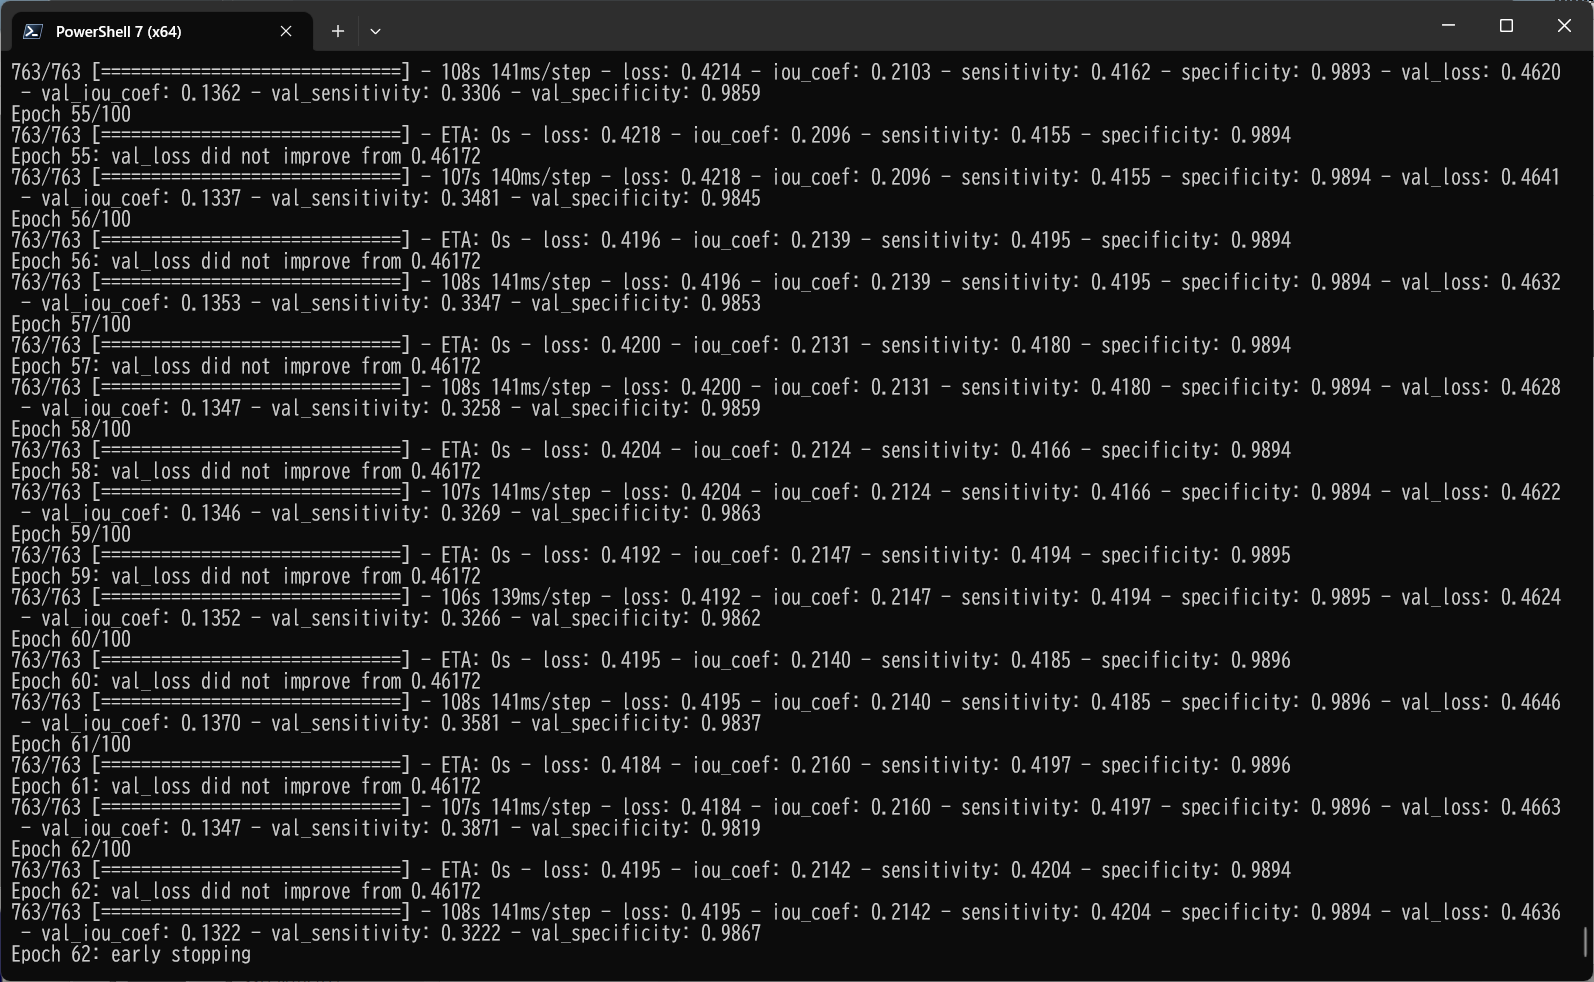 PowerShell 7 (x64)
763/763 [==============================] - 108s 141ms/step - loss: 0.4214 - iou_coef: 0.2103 - sensitivity: 0.4162 - specificity: 0.9893 - val_loss: 0.4620
- val_iou_coef: 0.1362 - val_sensitivity: 0.3306 - val_specificity: 0.9859
Epoch 55/100
763/763 [==============================] - ETA: 0s - loss: 0.4218 - iou_coef: 0.2096 - sensitivity: 0.4155 - specificity: 0.9894
Epoch 55: val_loss did not improve from 0.46172
763/763 [==============================] - 107s 140ms/step - loss: 0.4218 - iou_coef: 0.2096 - sensitivity: 0.4155 - specificity: 0.9894 - val_loss: 0.4641
- val_iou_coef: 0.1337 - val_sensitivity: 0.3481 - val_specificity: 0.9845
Epoch 56/100
763/763 [==============================] - ETA: 0s - loss: 0.4196 - iou_coef: 0.2139 - sensitivity: 0.4195 - specificity: 0.9894
Epoch 56: val_loss did not improve from 0.46172
763/763 [==============================] - 108s 141ms/step - loss: 0.4196 - iou_coef: 0.2139 - sensitivity: 0.4195 - specificity: 0.9894 - val_loss: 0.4632
- val_iou_coef: 0.1353 - val_sensitivity: 0.3347 - val_specificity: 0.9853
Epoch 57/100
763/763 [==============================] - ETA: 0s - loss: 0.4200 - iou_coef: 0.2131 - sensitivity: 0.4180 - specificity: 0.9894
Epoch 57: val_loss did not improve from 0.46172
763/763 [==============================] - 108s 141ms/step - loss: 0.4200 - iou_coef: 0.2131 - sensitivity: 0.4180 - specificity: 0.9894 - val_loss: 0.4628
- val_iou_coef: 0.1347 - val_sensitivity: 0.3258 - val_specificity: 0.9859
Epoch 58/100
763/763 [==============================] - ETA: 0s - loss: 0.4204 - iou_coef: 0.2124 - sensitivity: 0.4166 - specificity: 0.9894
Epoch 58: val_loss did not improve from 0.46172
763/763 [==============================] - 107s 141ms/step - loss: 0.4204 - iou_coef: 0.2124 - sensitivity: 0.4166 - specificity: 0.9894 - val_loss: 0.4622
- val_iou_coef: 0.1346 - val_sensitivity: 0.3269 - val_specificity: 0.9863
Epoch 59/100
763/763 [==============================] - ETA: 0s - loss: 0.4192 - iou_coef: 0.2147 - sensitivity: 0.4194 - specificity: 0.9895
Epoch 59: val_loss did not improve from 0.46172
763/763 [==============================] - 106s 139ms/step - loss: 0.4192 - iou_coef: 0.2147 - sensitivity: 0.4194 - specificity: 0.9895 - val_loss: 0.4624
- val_iou_coef: 0.1352 - val_sensitivity: 0.3266 - val_specificity: 0.9862
Epoch 60/100
763/763 [==============================] - ETA: 0s - loss: 0.4195 - iou_coef: 0.2140 - sensitivity: 0.4185 - specificity: 0.9896
Epoch 60: val_loss did not improve from 0.46172
763/763 [==============================] - 108s 141ms/step - loss: 0.4195 - iou_coef: 0.2140 - sensitivity: 0.4185 - specificity: 0.9896 - val_loss: 0.4646
- val_iou_coef: 0.1370 - val_sensitivity: 0.3581 - val_specificity: 0.9837
Epoch 61/100
763/763 [==============================] - ETA: 0s - loss: 0.4184 - iou_coef: 0.2160 - sensitivity: 0.4197 - specificity: 0.9896
Epoch 61: val_loss did not improve from 0.46172
763/763 [==============================] - 107s 141ms/step - loss: 0.4184 - iou_coef: 0.2160 - sensitivity: 0.4197 - specificity: 0.9896 - val_loss: 0.4663
- val_iou_coef: 0.1347 - val_sensitivity: 0.3871 - val_specificity: 0.9819
Epoch 62/100
763/763 [==============================] - ETA: 0s - loss: 0.4195 - iou_coef: 0.2142 - sensitivity: 0.4204 - specificity: 0.9894
Epoch 62: val_loss did not improve from 0.46172
763/763 [==============================] - 108s 141ms/step - loss: 0.4195 - iou_coef: 0.2142 - sensitivity: 0.4204 - specificity: 0.9894 - val_loss: 0.4636
- val_iou_coef: 0.1322 - val_sensitivity: 0.3222 - val_specificity: 0.9867
Epoch 62: early stopping